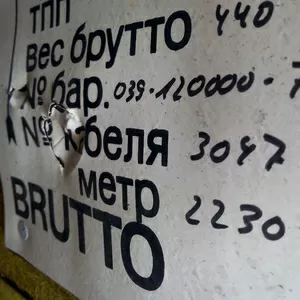 ТПП
вес брутто 440
№ бар. 039-120000-
№ кабеля 3047
метр 2230
BRUTTO